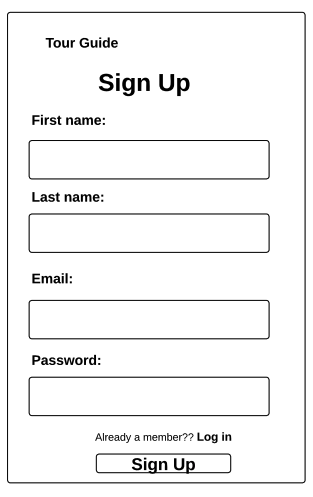 Tour Guide
Sign Up
First name:
Last name:
Email:
Password:
Already a member?? Log in
Sign Up